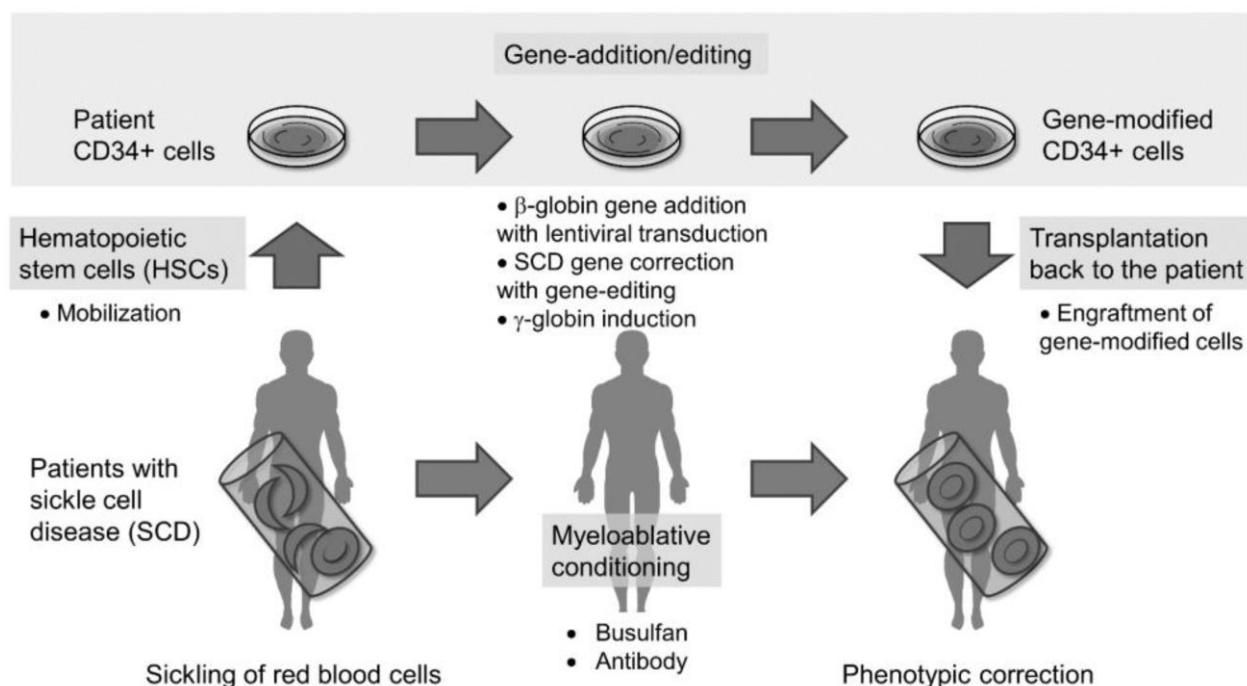 Gene-addition/editing
Patient
CD34+ cells
Gene-modified
CD34+ cells
Hematopoietic
stem cells (HSCs)
• Mobilization
• β-globin gene addition
with lentiviral transduction
• SCD gene correction
with gene-editing
• γ-globin induction
Transplantation
back to the patient
• Engraftment of
gene-modified cells
Patients with
sickle cell
disease (SCD)
Myeloablative
conditioning
• Busulfan
• Antibody
Sickling of red blood cells
Phenotypic correction